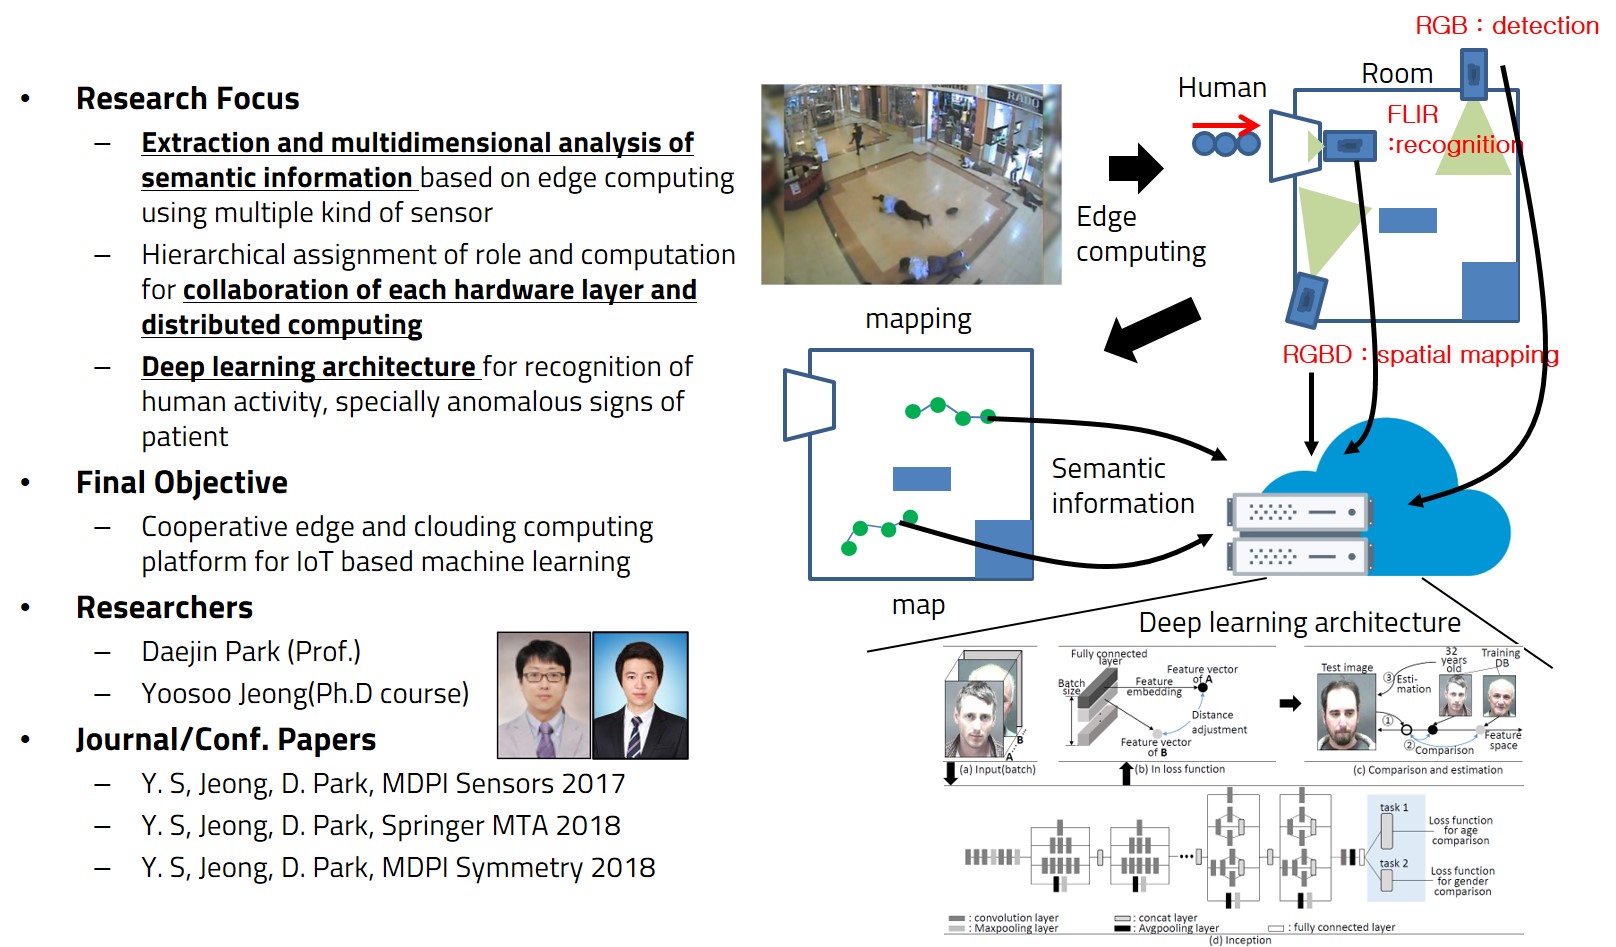 • Research Focus
– Extraction and multidimensional analysis of
semantic information based on edge computing
using multiple kind of sensor
– Hierarchical assignment of role and computation
for collaboration of each hardware layer and
distributed computing
– Deep learning architecture for recognition of
human activity, specially anomalous signs of
patient
• Final Objective
– Cooperative edge and clouding computing
platform for IoT based machine learning
• Researchers
– Daejin Park (Prof.)
– Yoosoo Jeong(Ph.D course)
• Journal/Conf. Papers
– Y. S, Jeong, D. Park, MDPI Sensors 2017
– Y. S, Jeong, D. Park, Springer MTA 2018
– Y. S, Jeong, D. Park, MDPI Symmetry 2018
RADO
RGB : detection
Human
Room
FLIR
:recognition
Edge
computing
RGBD : spatial mapping
mapping
Semantic
information
map
Deep learning architecture
A
B
(a) Input(batch)
Fully connected
layer
Batch
size
Feature
embedding
Feature vector
of A
Distance
adjustment
Feature vector
of B
(b) In loss function
Test image
③
Esti-
mation
32
years
old
Training
DB
①
②
Comparison
Feature
space
(c) Comparison and estimation
task 1
Loss function
for age
comparison
task 2
Loss function
for gender
comparison
: convolution layer
: concat layer
: Maxpooling layer
: Avgpooling layer
: fully connected layer
(d) Inception